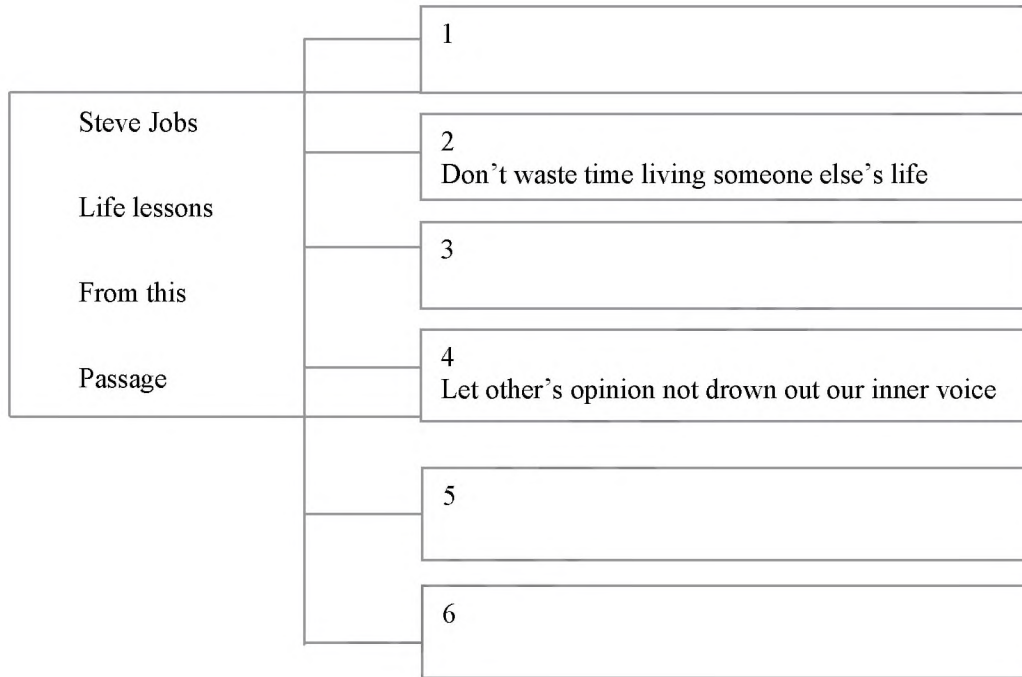 Steve Jobs
Life lessons
From this
Passage
1
2
Don’t waste time living someone else’s life
3
4
Let other’s opinion not drown out our inner voice
5
6